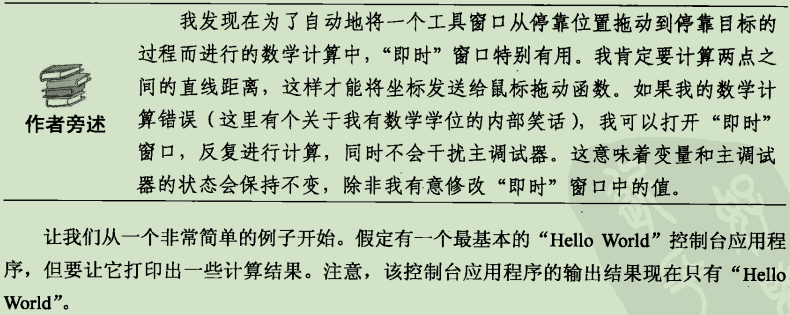 我发现在为了自动地将一个工具窗口从停靠位置拖动到停靠目标的
过程而进行的数学计算中，“即时”窗口特别有用。我肯定要计算两点之
间的直线距离，这样才能将坐标发送给鼠标拖动函数。如果我的数学计
算错误（这里有个关于我有数学学位的内部笑话），我可以打开“即时”
窗口，反复进行计算，同时不会干扰主调试器。这意味着变量和主调试
器的状态会保持不变，除非我有意修改“即时”窗口中的值。
作者旁述
让我们从一个非常简单的例子开始。假定有一个最基本的“Hello World”控制台应用程
序，但要让它打印出一些计算结果。注意，该控制台应用程序的输出结果现在只有“Hello
World”。